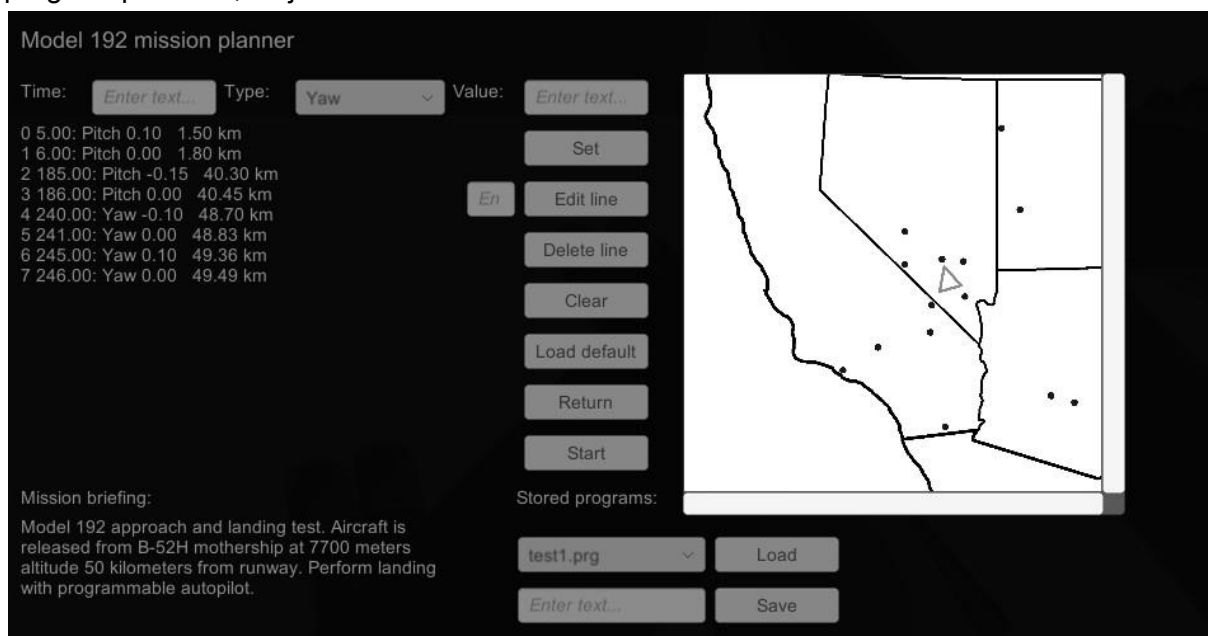 Model 192 mission planner
Time: Enter text... Type: Yaw Value: Enter text...
0 5.00: Pitch 0.10 1.50 km
1 6.00: Pitch 0.00 1.80 km
2 185.00: Pitch -0.15 40.30 km
3 186.00: Pitch 0.00 40.45 km
4 240.00: Yaw -0.10 48.70 km
5 241.00: Yaw 0.00 48.83 km
6 245.00: Yaw 0.10 49.36 km
7 246.00: Yaw 0.00 49.49 km
Set
En Edit line
Delete line
Clear
Load default
Return
Start
Mission briefing:
Model 192 approach and landing test. Aircraft is
released from B-52H mothership at 7700 meters
altitude 50 kilometers from runway. Perform landing
with programmable autopilot.
Stored programs:
test1.prg Load
Enter text... Save